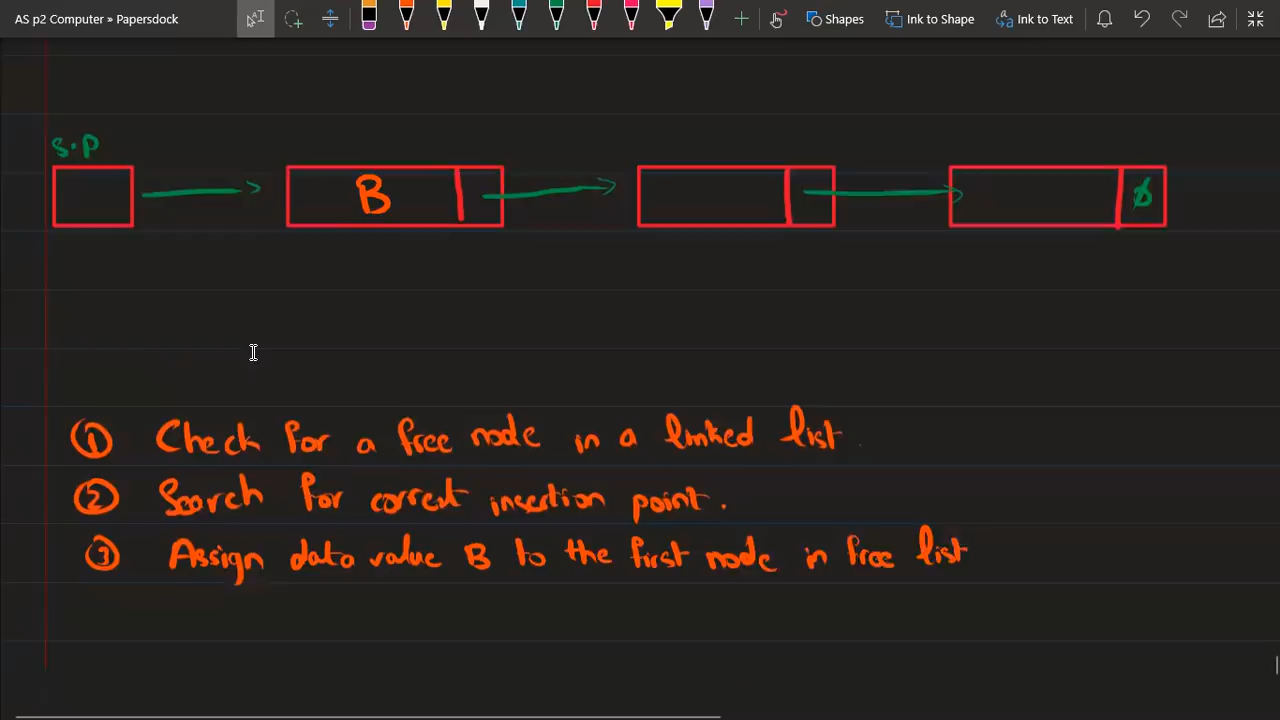 AS p2 Computer » Papersdock
Shapes
Ink to Shape
Ink to Text
S.P
B
Ø
① Check for a free node in a linked list
② Search for correct insertion point.
③ Assign data value B to the first node in free list